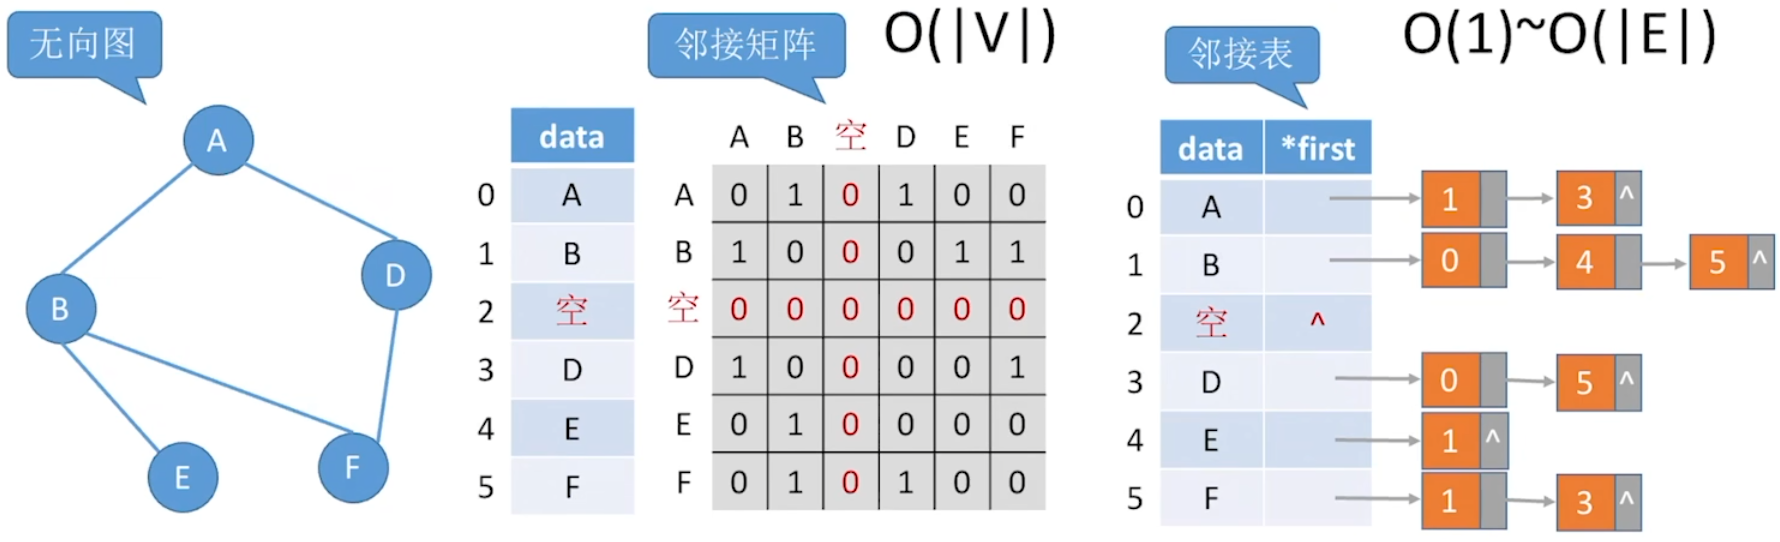 无向图
A
B
D
E
F
邻接矩阵
O(|V|)
data
0 A
1 B
2 空
3 D
4 E
5 F
A B 空 D E F
A 0 1 0 1 0 0
B 1 0 0 0 1 1
空 0 0 0 0 0 0
D 1 0 0 0 0 1
E 0 1 0 0 0 0
F 0 1 0 1 0 0
邻接表
O(1)~O(|E|)
data *first
0 A 1 3 ^
1 B 0 4 5 ^
2 空 ^
3 D 0 5 ^
4 E 1 ^
5 F 1 3 ^